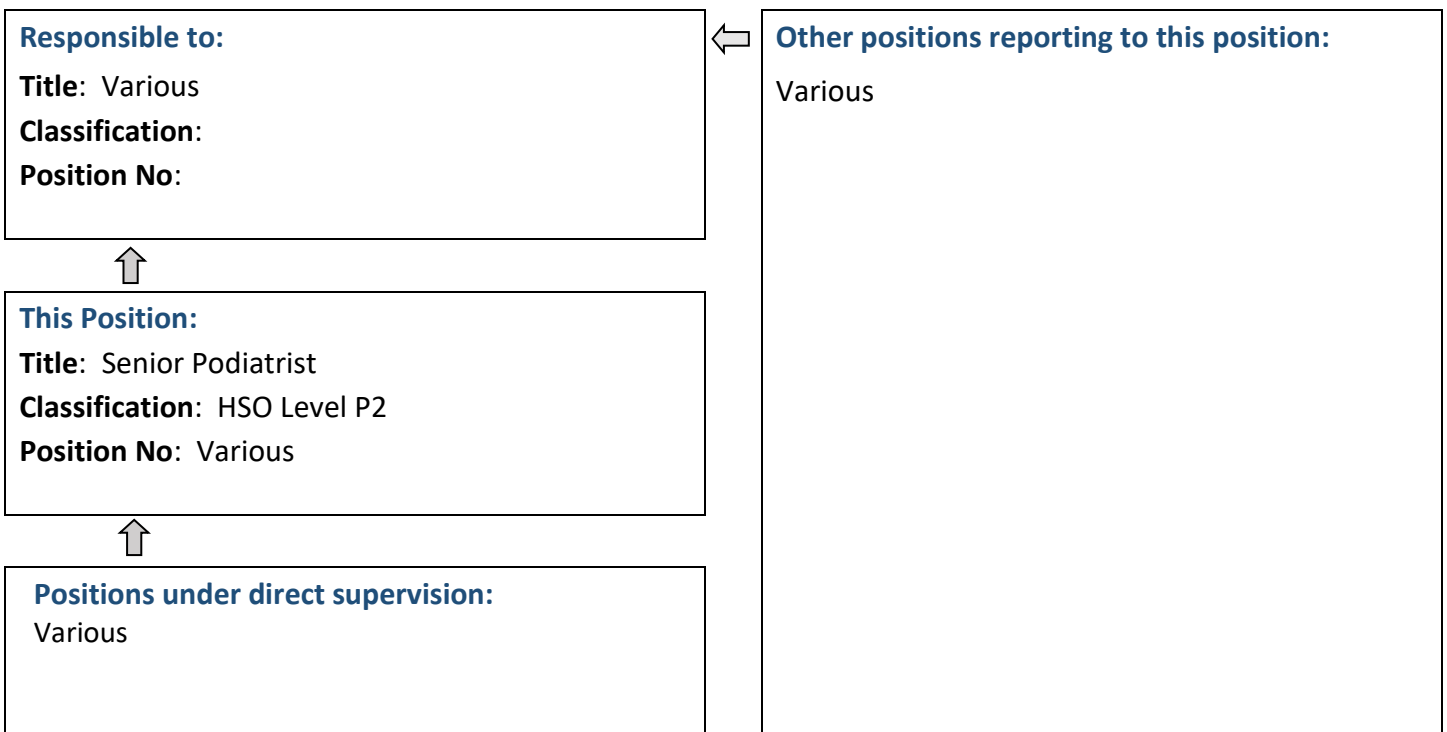 Responsible to:
Title: Various
Classification:
Position No:
Other positions reporting to this position:
Various
This Position:
Title: Senior Podiatrist
Classification: HSO Level P2
Position No: Various
Positions under direct supervision:
Various